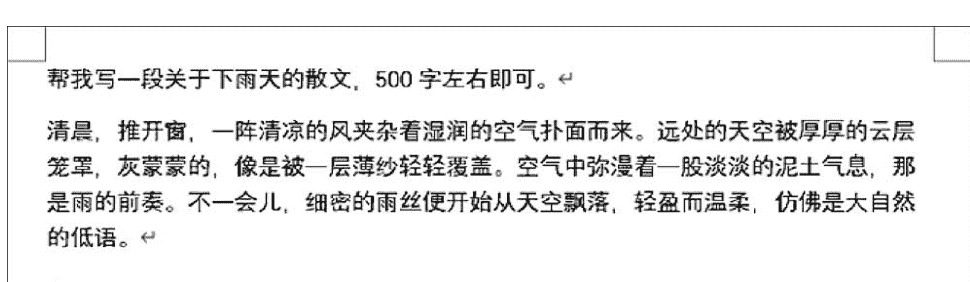 帮我写一段关于下雨天的散文，500 字左右即可。↵
清晨，推开窗，一阵清凉的风夹杂着湿润的空气扑面而来。远处的天空被厚厚的云层
笼罩，灰蒙蒙的，像是被一层薄纱轻轻覆盖。空气中弥漫着一股淡淡的泥土气息，那
是雨的前奏。不一会儿，细密的雨丝便开始从天空飘落，轻盈而温柔，仿佛是大自然
的低语。↵